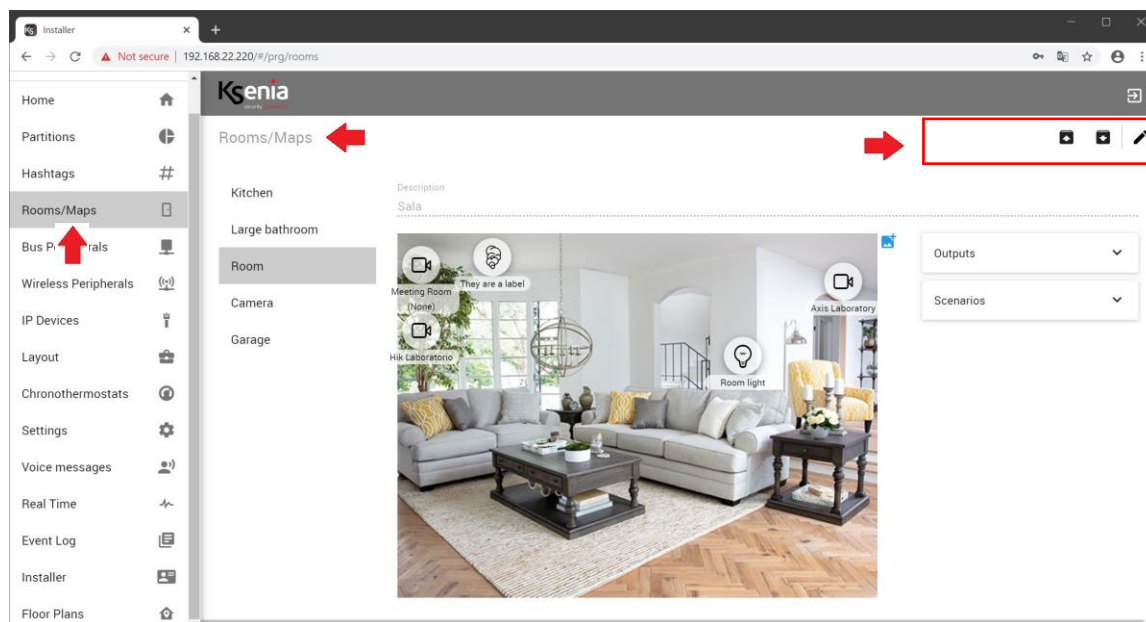 Installer
Not secure | 192.168.22.220/#/prg/rooms
Ksenia
security
Home
Partitions
Hashtags
Rooms/Maps
Bus P rals
Wireless Peripherals
IP Devices
Layout
Chronothermostats
Settings
Voice messages
Real Time
Event Log
Installer
Floor Plans
Rooms/Maps
Kitchen
Large bathroom
Room
Camera
Garage
Description
Sala
Meeting Room
(None)
They are a label
Hik Laboratorio
Axis Laboratory
Room light
Outputs
Scenarios